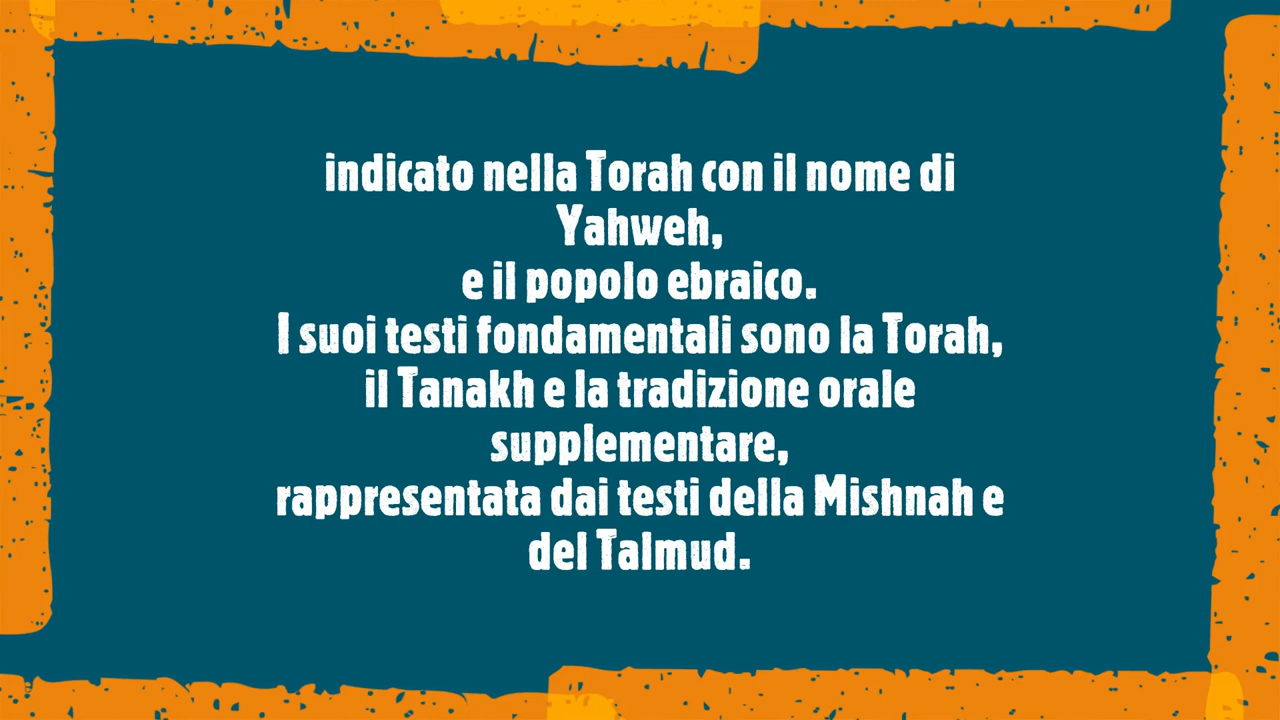 indicato nella Torah con il nome di
Yahweh,
e il popolo ebraico.
I suoi testi fondamentali sono la Torah,
il Tanakh e la tradizione orale
supplementare,
rappresentata dai testi della Mishnah e
del Talmud.